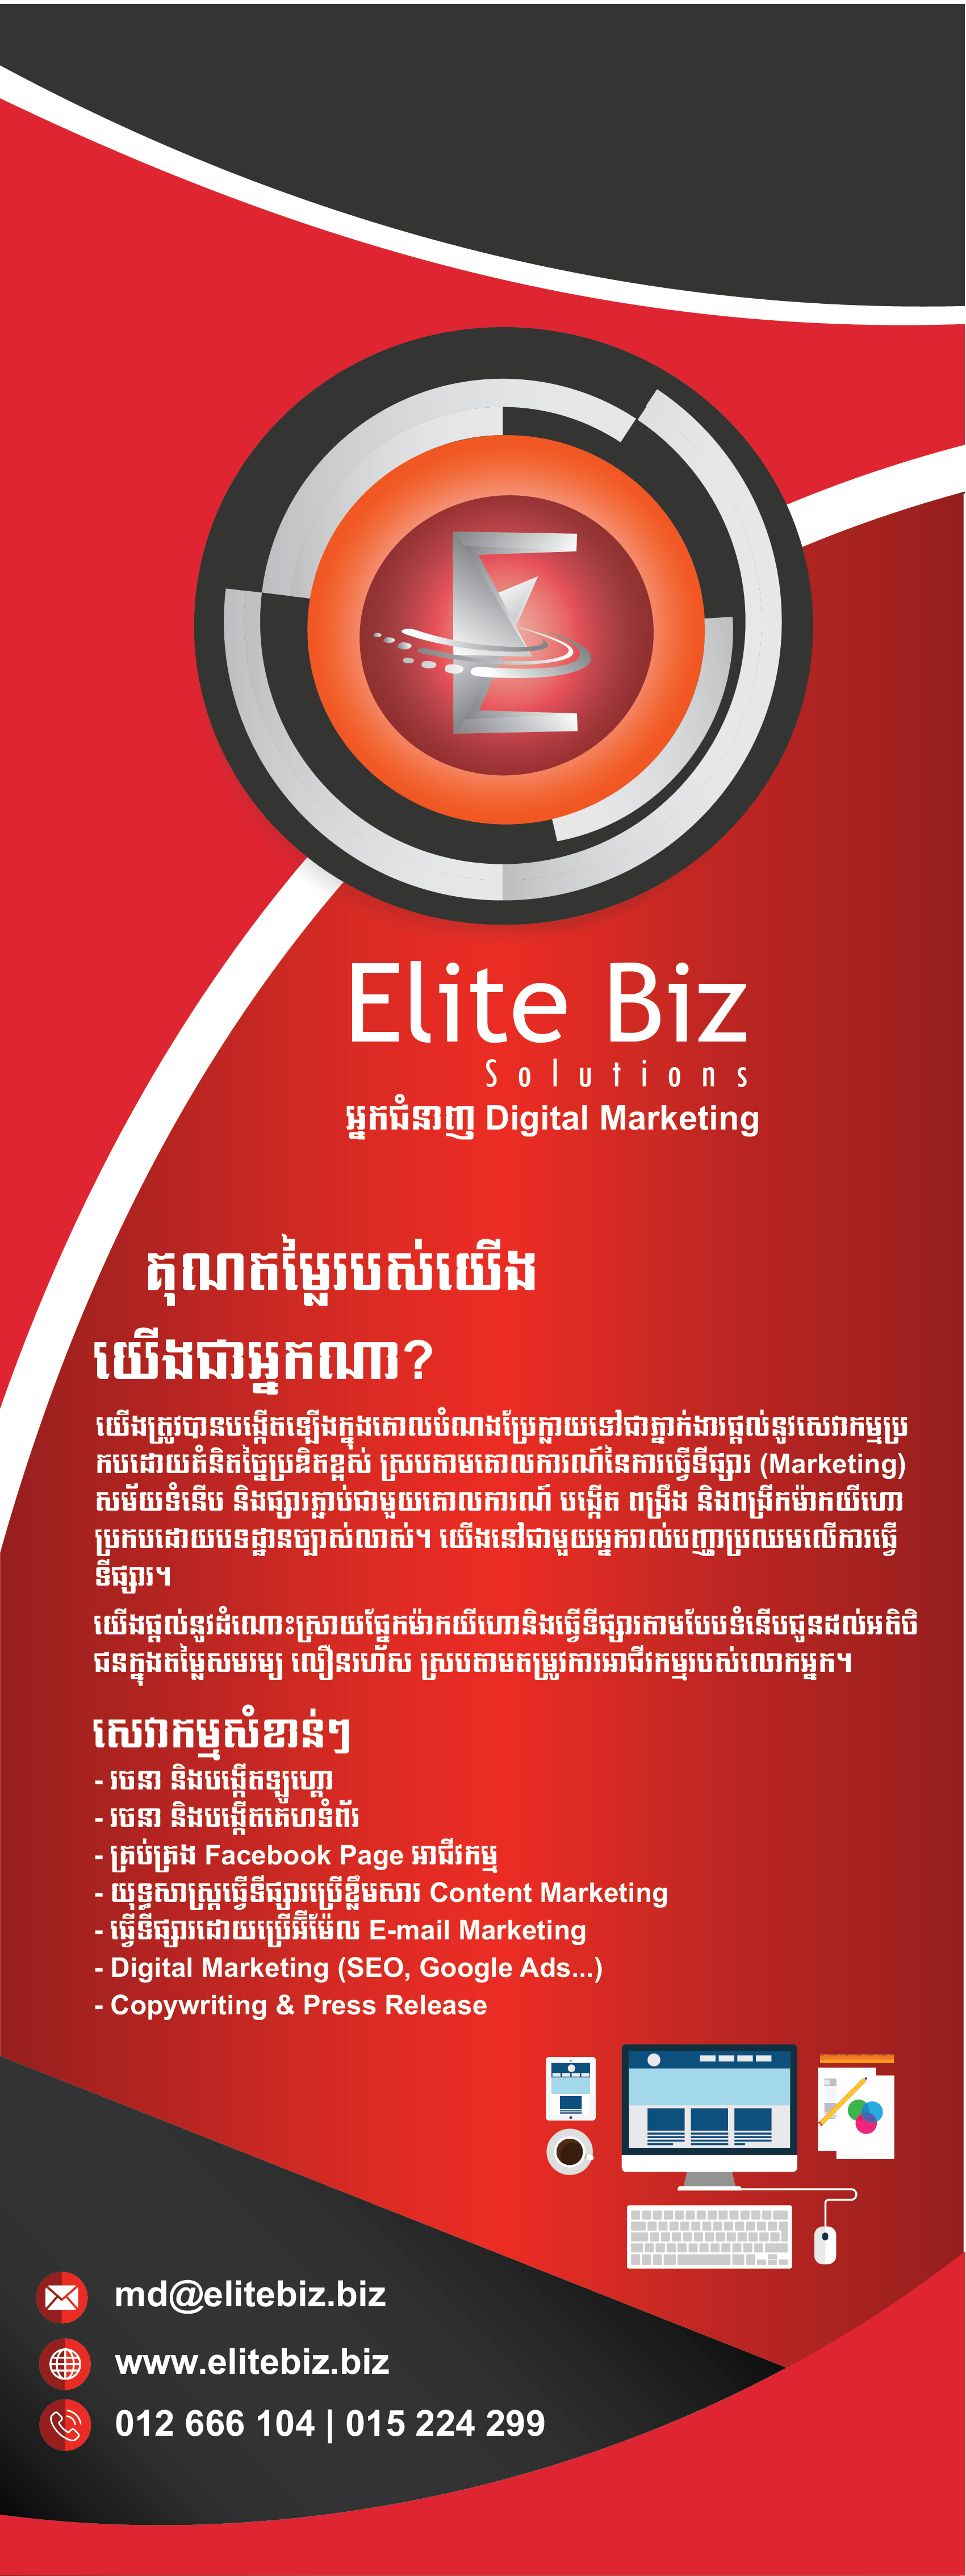 Elite Biz
Solutions
អ្នកជំនាញ Digital Marketing
គុណតម្លៃរបស់យើង
យើងជាអ្នកណា?
យើងត្រូវបានបង្កើតឡើងក្នុងគោលបំណងប្រែក្លាយទៅជាភ្នាក់ងារផ្តល់នូវសេវាកម្មប្រ
កបដោយគំនិតច្នៃប្រឌិតខ្ពស់ ស្របតាមគោលការណ៍នៃការធ្វើទីផ្សារ (Marketing)
សម័យទំនើប និងផ្សារភ្ជាប់ជាមួយគោលការណ៍ បង្កើត ពង្រឹង និងពង្រីកម៉ាកយីហោ
ប្រកបដោយបទដ្ឋានច្បាស់លាស់។ យើងនៅជាមួយអ្នករាល់បញ្ហាប្រឈមលើការធ្វើ
ទីផ្សារ។
យើងផ្តល់នូវដំណោះស្រាយផ្នែកម៉ាកយីហោនិងធ្វើទីផ្សារតាមបែបទំនើបជូនដល់អតិថិ
ជនក្នុងតម្លៃសមរម្យ លឿនរហ័ស ស្របតាមតម្រូវការអាជីវកម្មរបស់លោកអ្នក។
សេវាកម្មសំខាន់ៗ
- រចនា និងបង្កើតឡូហ្គោ
- រចនា និងបង្កើតគេហទំព័រ
- គ្រប់គ្រង Facebook Page អាជីវកម្ម
- យុទ្ធសាស្ត្រធ្វើទីផ្សារប្រើខ្លឹមសារ Content Marketing
- ធ្វើទីផ្សារដោយប្រើអ៊ីម៉ែល E-mail Marketing
- Digital Marketing (SEO, Google Ads...)
- Copywriting & Press Release
md@elitebiz.biz
www.elitebiz.biz
012 666 104 | 015 224 299